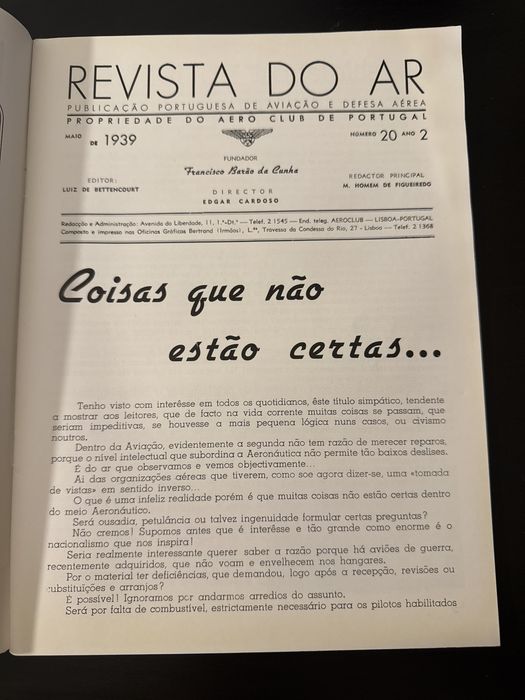 REVISTA DO AR
PUBLICAÇÃO PORTUGUESA DE AVIAÇÃO E DEFESA AÉREA
PROPRIEDADE DO AERO CLUB DE PORTUGAL
MAIO DE 1939
NÚMERO 20 ANO 2
FUNDADOR
Francisco Barão da Cunha
EDITOR:
LUIZ DE BETTENCOURT
DIRECTOR
EDGAR CARDOSO
REDACTOR PRINCIPAL
M. HOMEM DE FIGUEIREDO
Redacção e Administração: Avenida da Liberdade, 11, 1.º-Dt.º — Telef. 2 1545 — End. teleg. AEROCLUB — LISBOA-PORTUGAL
Composto e impresso nas Oficinas Gráficas Bertrand (Irmãos), L.ᵈᵃ, Travessa da Condessa do Rio, 27 - Lisboa — Telef. 2 1368
Coisas que não
estão certas...
Tenho visto com interêsse em todos os quotidianos, êste título simpático, tendente
a mostrar aos leitores, que de facto na vida corrente muitas coisas se passam, que
seriam impeditivas, se houvesse a mais pequena lógica nuns casos, ou civismo
noutros.
Dentro da Aviação, evidentemente a segunda não tem razão de merecer reparos,
porque o nível intelectual que subordina a Aeronáutica não permite tão baixos deslises.
É do ar que observamos e vemos objectivamente...
Ai das organizações aéreas que tiverem, como soe agora dizer-se, uma «tomada
de vistas» em sentido inverso...
O que é uma infeliz realidade porém é que muitas coisas não estão certas dentro
do meio Aeronáutico.
Será ousadia, petulância ou talvez ingenuidade formular certas preguntas?
Não cremos! Supomos antes que é interêsse e tão grande como enorme é o
nacionalismo que nos inspira!
Seria realmente interessante querer saber a razão porque há aviões de guerra,
recentemente adquiridos, que não voam e envelhecem nos hangares.
Por o material ter deficiências, que demandou, logo após a recepção, revisões ou
substituïções e arranjos?
É possível! Ignoramos por andarmos arredios do assunto.
Será por falta de combustível, estrictamente necessário para os pilotos habilitados